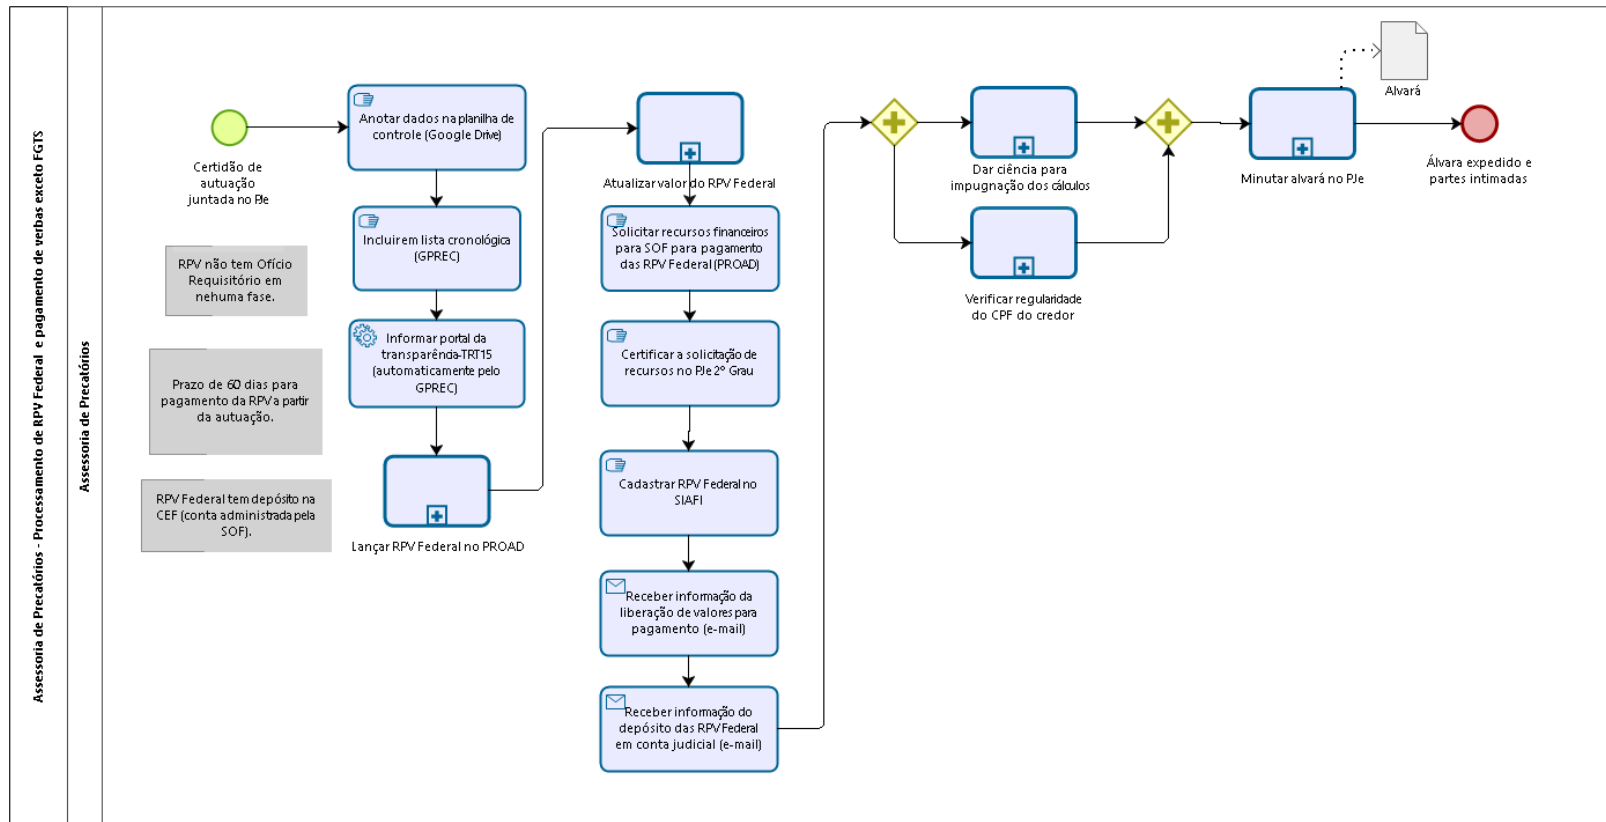 Assessoria de Precatórios - Processamento de RPV Federal e pagamento de verbas exceto FGTS
Assessoria de Precatórios
Certidão de
autuação
juntada no PJe
RPV não tem Ofício
Requisitório em
nehuma fase.
Prazo de 60 dias para
pagamento da RPV a partir
da autuação.
RPV Federal tem depósito na
CEF (conta administrada pela
SOF).
Anotar dados na planilha de
controle (Google Drive)
Incluir em lista cronológica
(GPREC)
Informar portal da
transparência-TRT15
(automaticamente pelo
GPREC)
Lançar RPV Federal no PROAD
Atualizar valor do RPV Federal
Solicitar recursos financeiros
para SOF para pagamento
das RPV Federal (PROAD)
Certificar a solicitação de
recursos no PJe 2º Grau
Cadastrar RPV Federal no
SIAFI
Receber informação da
liberação de valores para
pagamento (e-mail)
Receber informação do
depósito das RPV Federal
em conta judicial (e-mail)
Dar ciência para
impugnação dos cálculos
Verificar regularidade
do CPF do credor
Minutar alvará no PJe
Alvará
Álvara expedido e
partes intimadas